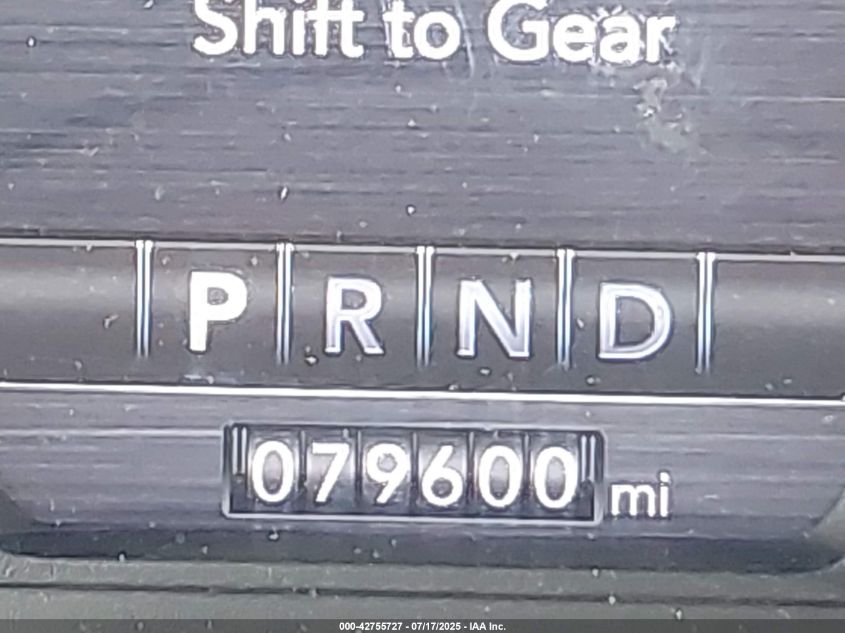 Shift to Gear
P R N D
079600 mi
000-42755727 - 07/17/2025 - IAA Inc.